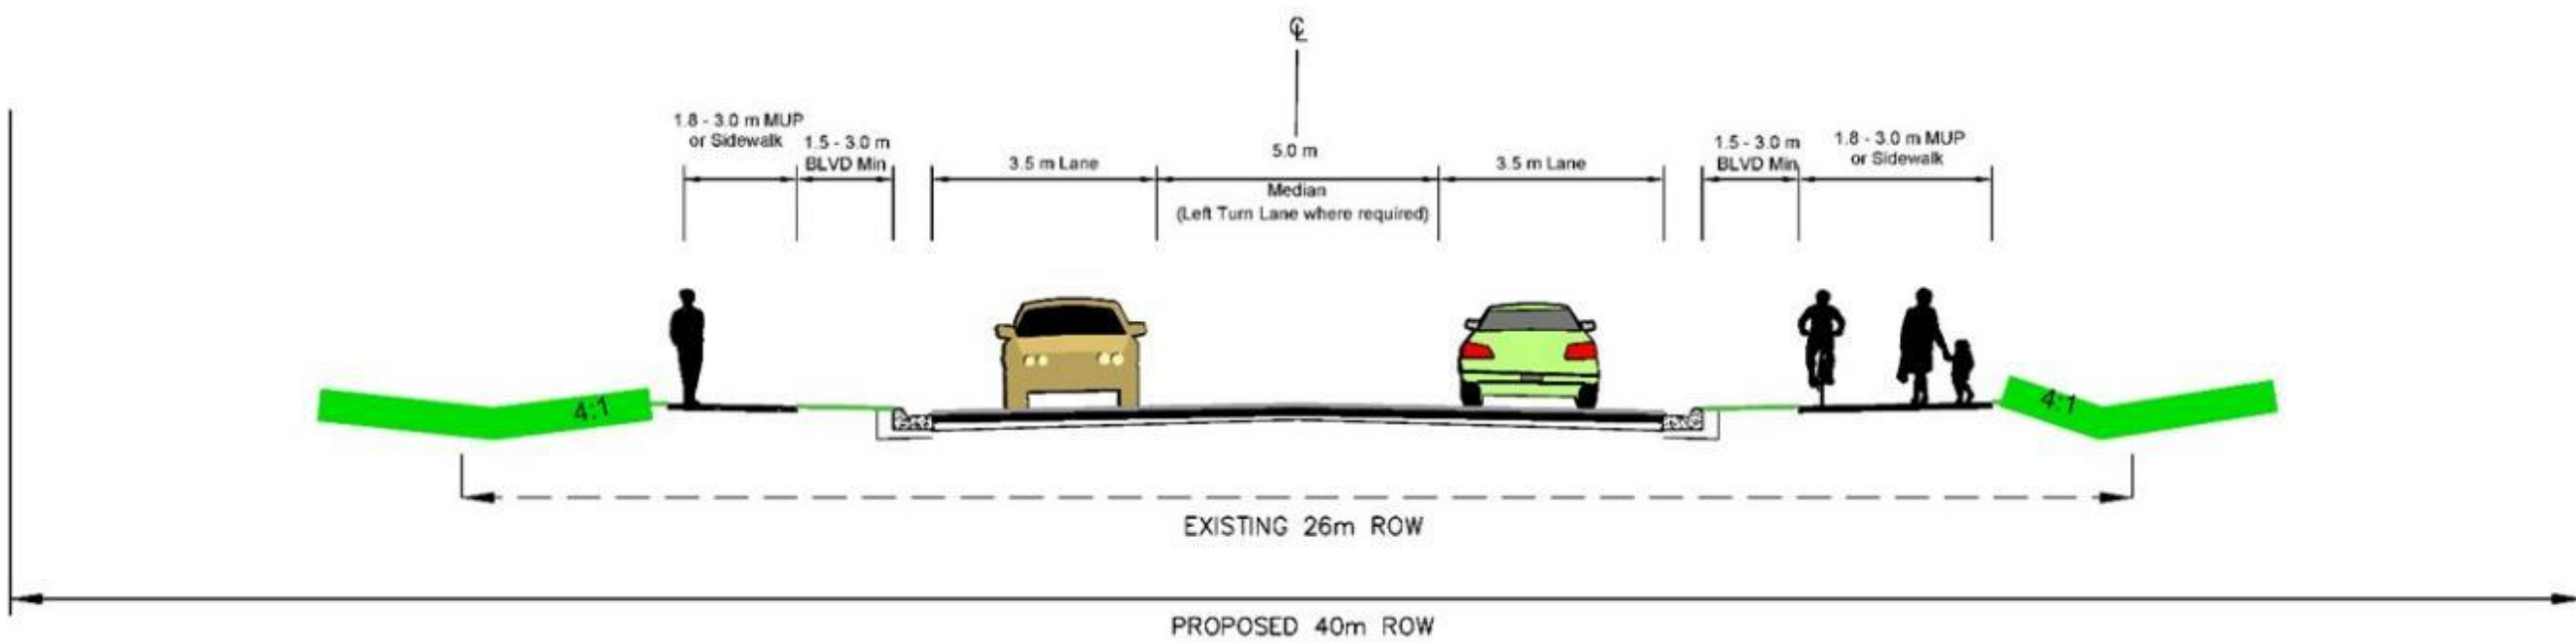 ℄
1.8 - 3.0 m MUP
or Sidewalk
1.5 - 3.0 m
BLVD Min
3.5 m Lane
5.0 m
Median
(Left Turn Lane where required)
3.5 m Lane
1.5 - 3.0 m
BLVD Min
1.8 - 3.0 m MUP
or Sidewalk
4:1
4:1
EXISTING 26m ROW
PROPOSED 40m ROW